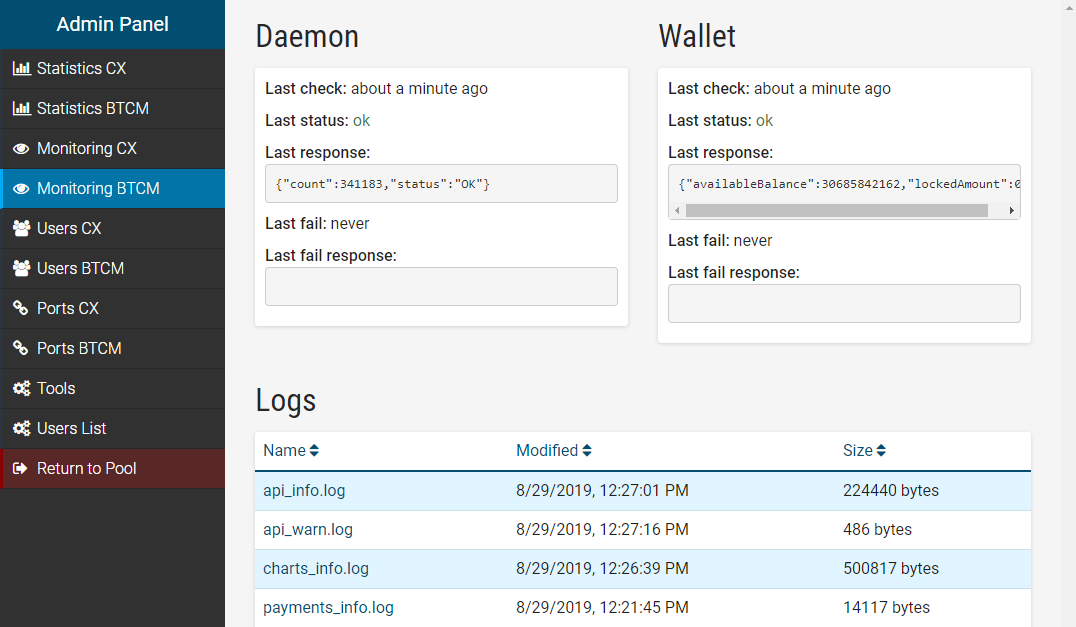 Admin Panel
Statistics CX
Statistics BTCM
Monitoring CX
Monitoring BTCM
Users CX
Users BTCM
Ports CX
Ports BTCM
Tools
Users List
Return to Pool
Daemon
Last check: about a minute ago
Last status: ok
Last response:
{"count":341183,"status":"OK"}
Last fail: never
Last fail response:
Wallet
Last check: about a minute ago
Last status: ok
Last response:
{"availableBalance":30685842162,"lockedAmount":0
Last fail: never
Last fail response:
Logs
Name Modified Size
api_info.log 8/29/2019, 12:27:01 PM 224440 bytes
api_warn.log 8/29/2019, 12:27:16 PM 486 bytes
charts_info.log 8/29/2019, 12:26:39 PM 500817 bytes
payments_info.log 8/29/2019, 12:21:45 PM 14117 bytes